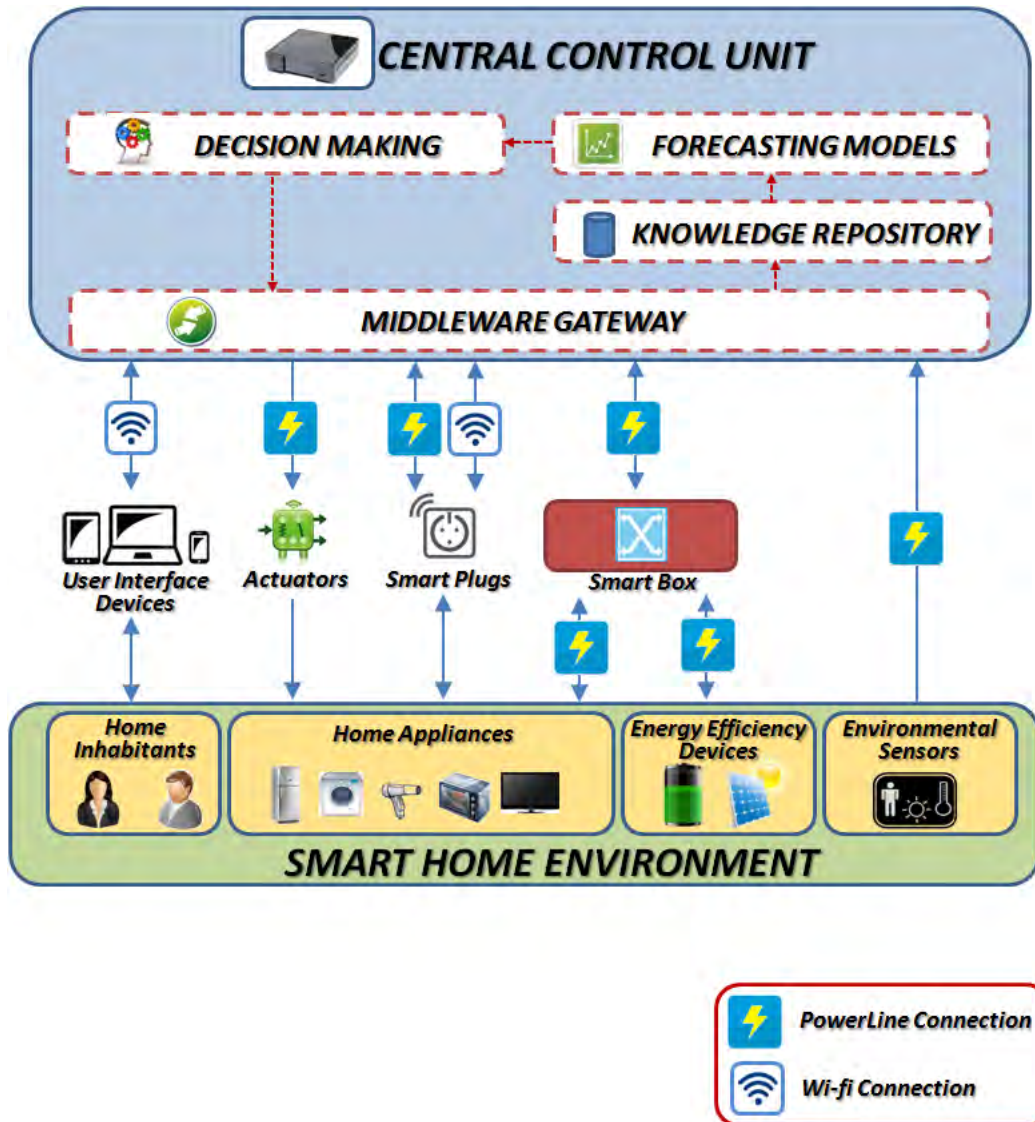 CENTRAL CONTROL UNIT
DECISION MAKING
FORECASTING MODELS
KNOWLEDGE REPOSITORY
MIDDLEWARE GATEWAY
User Interface
Devices
Actuators
Smart Plugs
Smart Box
Home
Inhabitants
Home Appliances
Energy Efficiency
Devices
Environmental
Sensors
SMART HOME ENVIRONMENT
PowerLine Connection
Wi-fi Connection